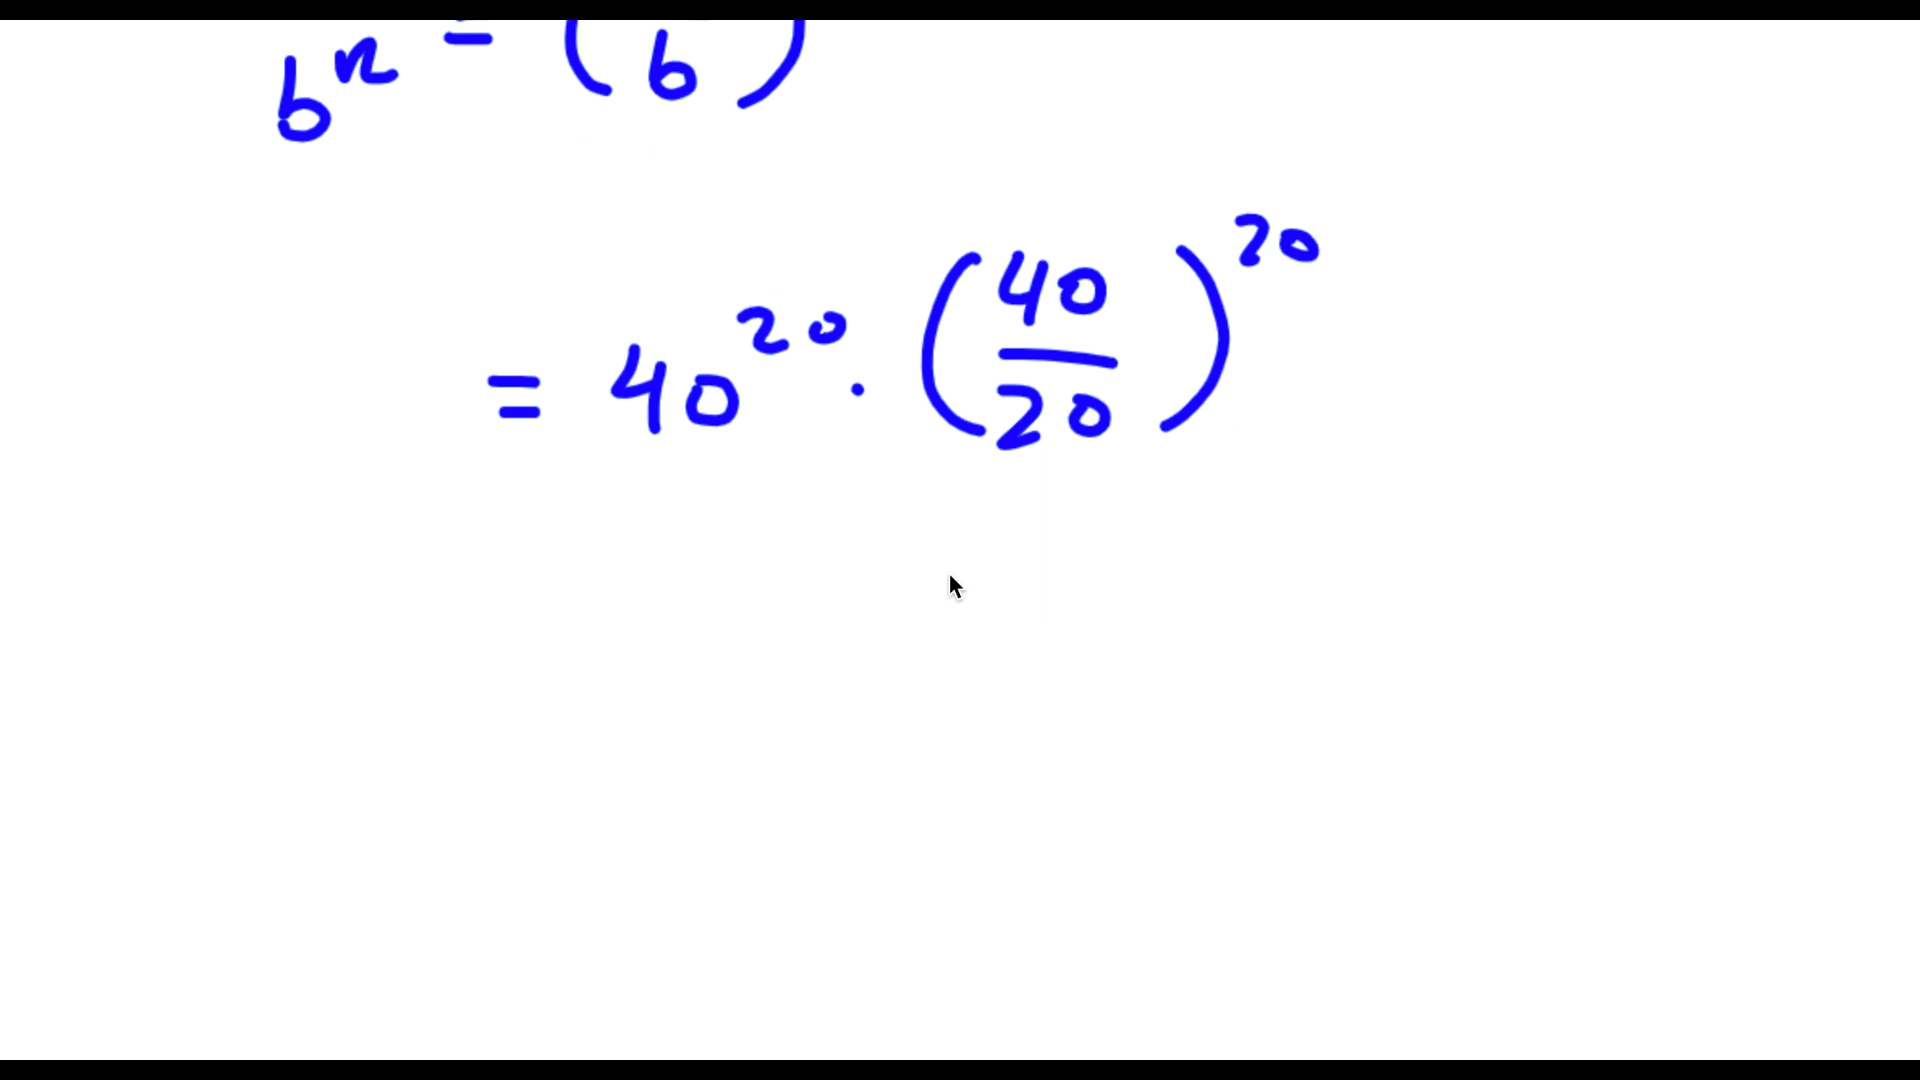 b^n = ( b )
= 40^20 · (40/20)^20